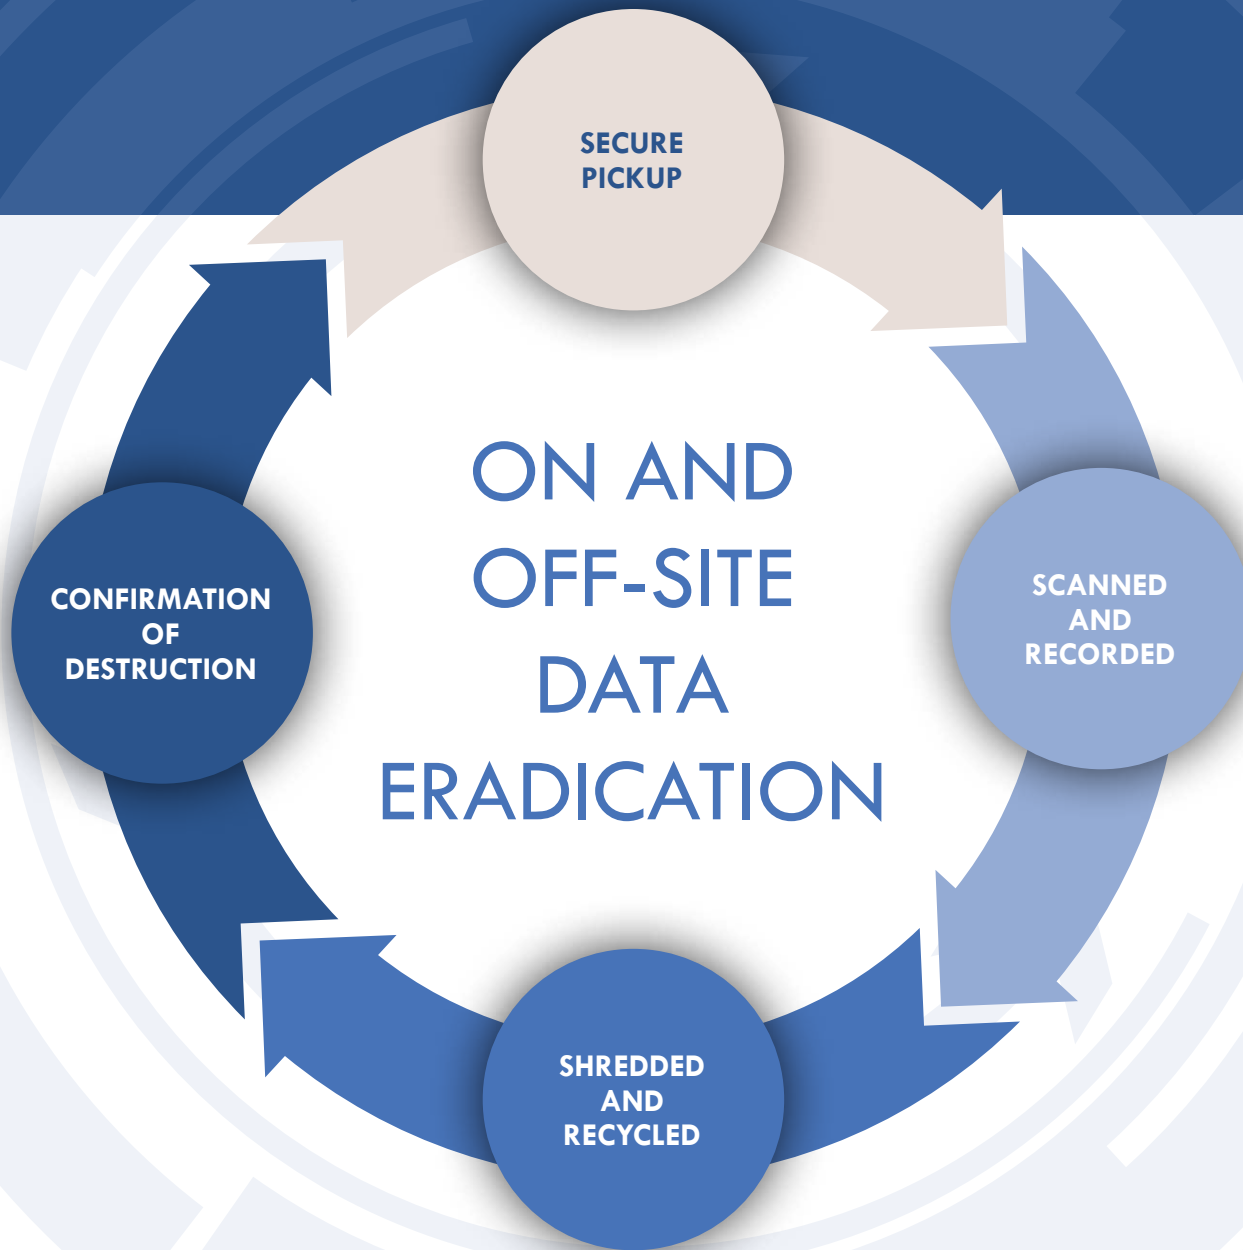 SECURE
PICKUP
ON AND
OFF-SITE
DATA
ERADICATION
SCANNED
AND
RECORDED
SHREDDED
AND
RECYCLED
CONFIRMATION
OF
DESTRUCTION